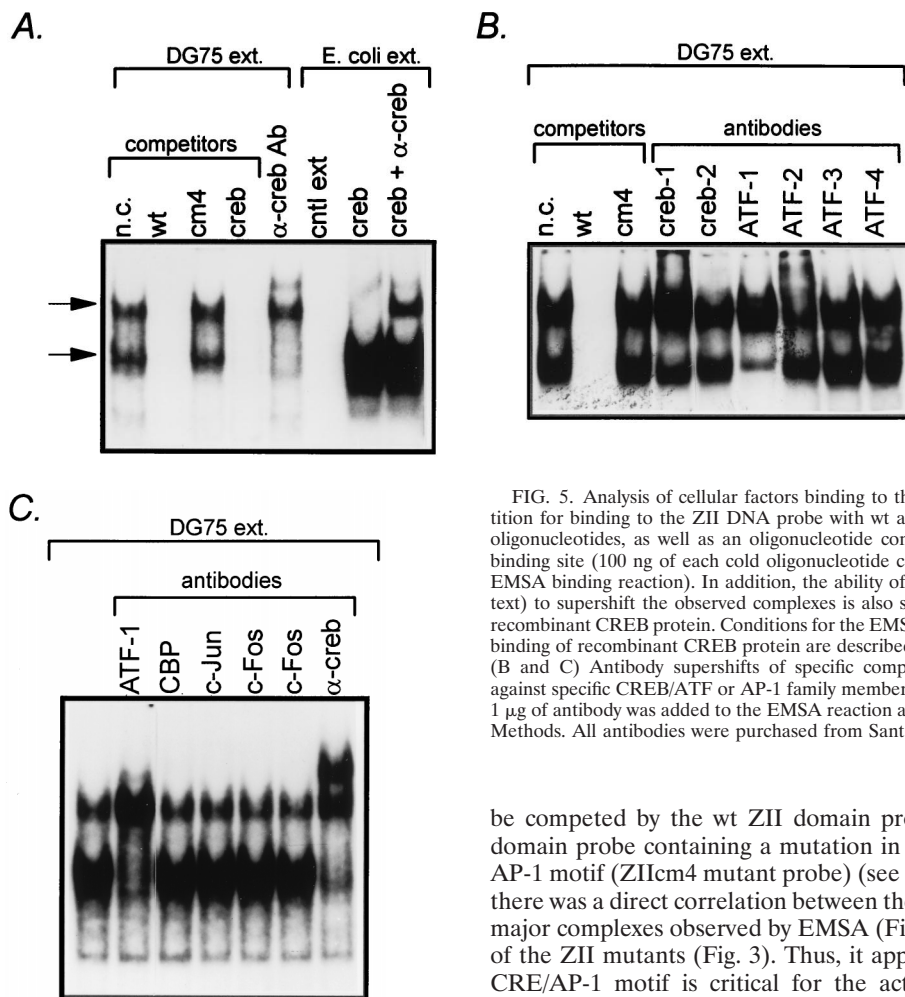 A.
DG75 ext.
E. coli ext.
competitors
n.c.
wt
cm4
creb
α-creb Ab
cntl ext
creb
creb + α-creb
B.
DG75 ext.
competitors
antibodies
n.c.
wt
cm4
creb-1
creb-2
ATF-1
ATF-2
ATF-3
ATF-4
C.
DG75 ext.
antibodies
ATF-1
CBP
c-Jun
c-Fos
c-Fos
α-creb
FIG. 5. Analysis of cellular factors binding to th
tition for binding to the ZII DNA probe with wt a
oligonucleotides, as well as an oligonucleotide con
binding site (100 ng of each cold oligonucleotide c
EMSA binding reaction). In addition, the ability of
text) to supershift the observed complexes is also s
recombinant CREB protein. Conditions for the EMS
binding of recombinant CREB protein are described
(B and C) Antibody supershifts of specific comp
against specific CREB/ATF or AP-1 family member
1 μg of antibody was added to the EMSA reaction a
Methods. All antibodies were purchased from Sant
be competed by the wt ZII domain pro
domain probe containing a mutation in
AP-1 motif (ZIIcm4 mutant probe) (see
there was a direct correlation between the
major complexes observed by EMSA (Fi
of the ZII mutants (Fig. 3). Thus, it app
CRE/AP-1 motif is critical for the act